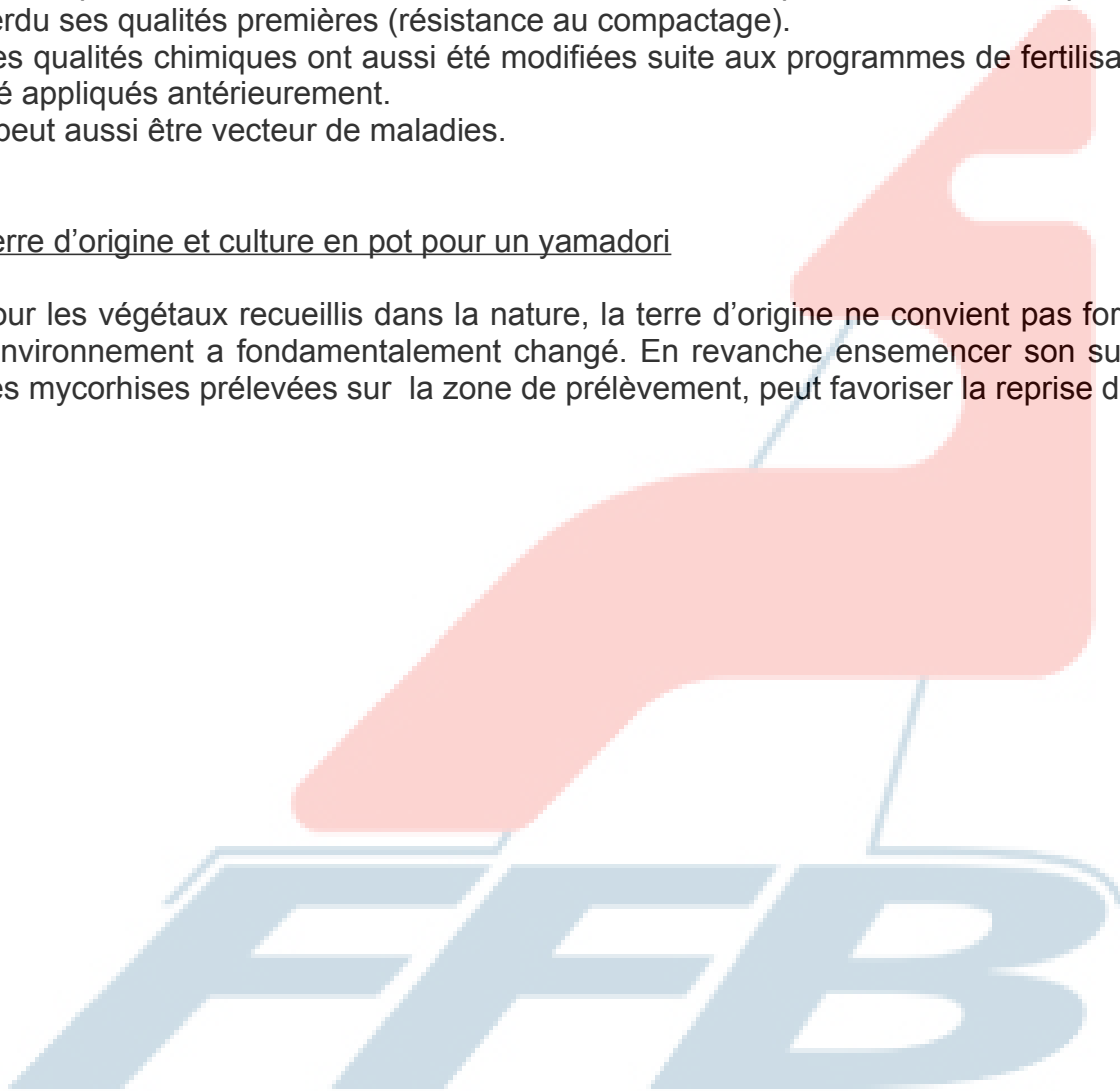 erdu ses qualités premières (résistance au compactage).
es qualités chimiques ont aussi été modifiées suite aux programmes de fertilisa
é appliqués antérieurement.
peut aussi être vecteur de maladies.
erre d’origine et culture en pot pour un yamadori
our les végétaux recueillis dans la nature, la terre d’origine ne convient pas for
nvironnement a fondamentalement changé. En revanche ensemencer son su
es mycorhises prélevées sur la zone de prélèvement, peut favoriser la reprise d
FFB